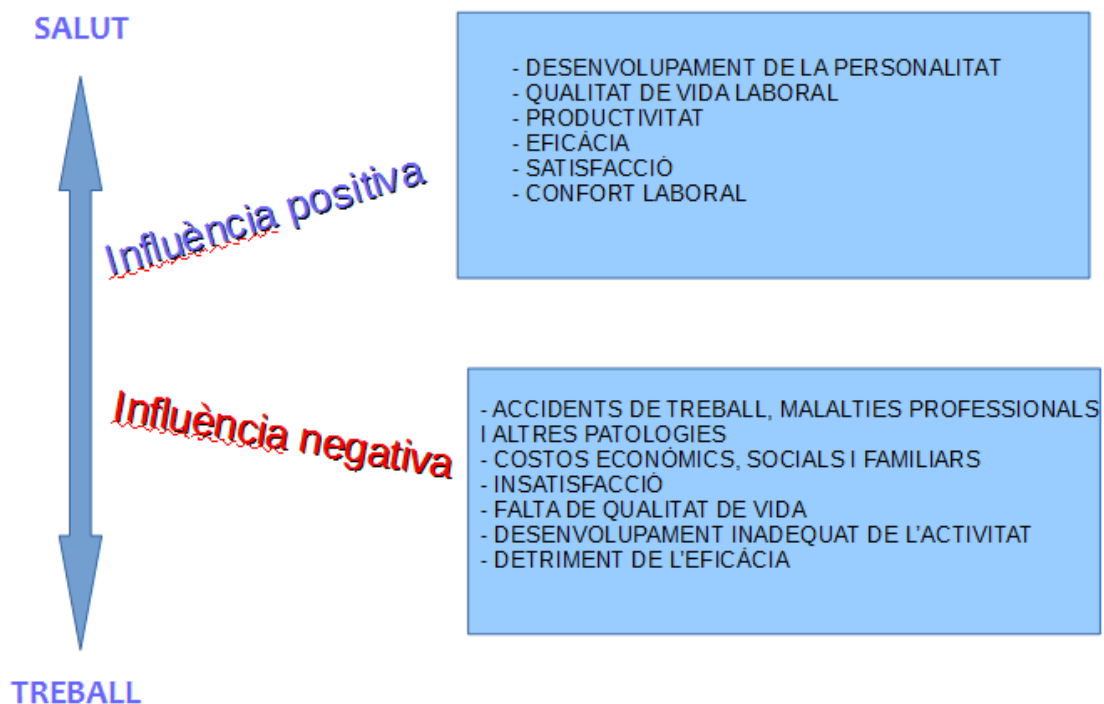 SALUT
- DESENVOLUPAMENT DE LA PERSONALITAT
- QUALITAT DE VIDA LABORAL
- PRODUCTIVITAT
- EFICÀCIA
- SATISFACCIÓ
- CONFORT LABORAL
Influència positiva
Influència negativa
- ACCIDENTS DE TREBALL, MALALTIES PROFESSIONALS
I ALTRES PATOLOGIES
- COSTOS ECONÒMICS, SOCIALS I FAMILIARS
- INSATISFACCIÓ
- FALTA DE QUALITAT DE VIDA
- DESENVOLUPAMENT INADEQUAT DE L’ACTIVITAT
- DETRIMENT DE L’EFICÀCIA
TREBALL